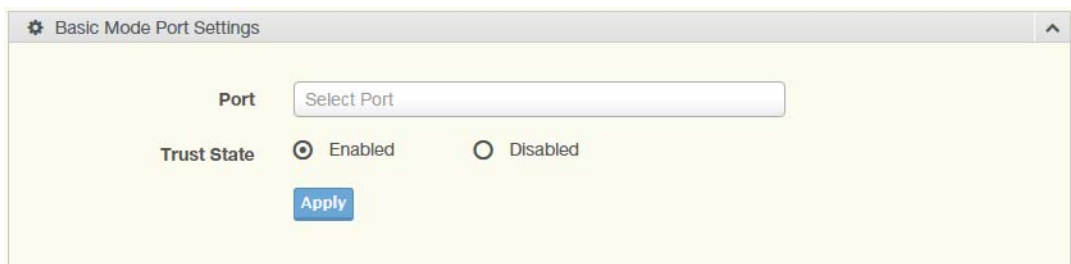 Basic Mode Port Settings
Port Select Port
Trust State Enabled Disabled
Apply